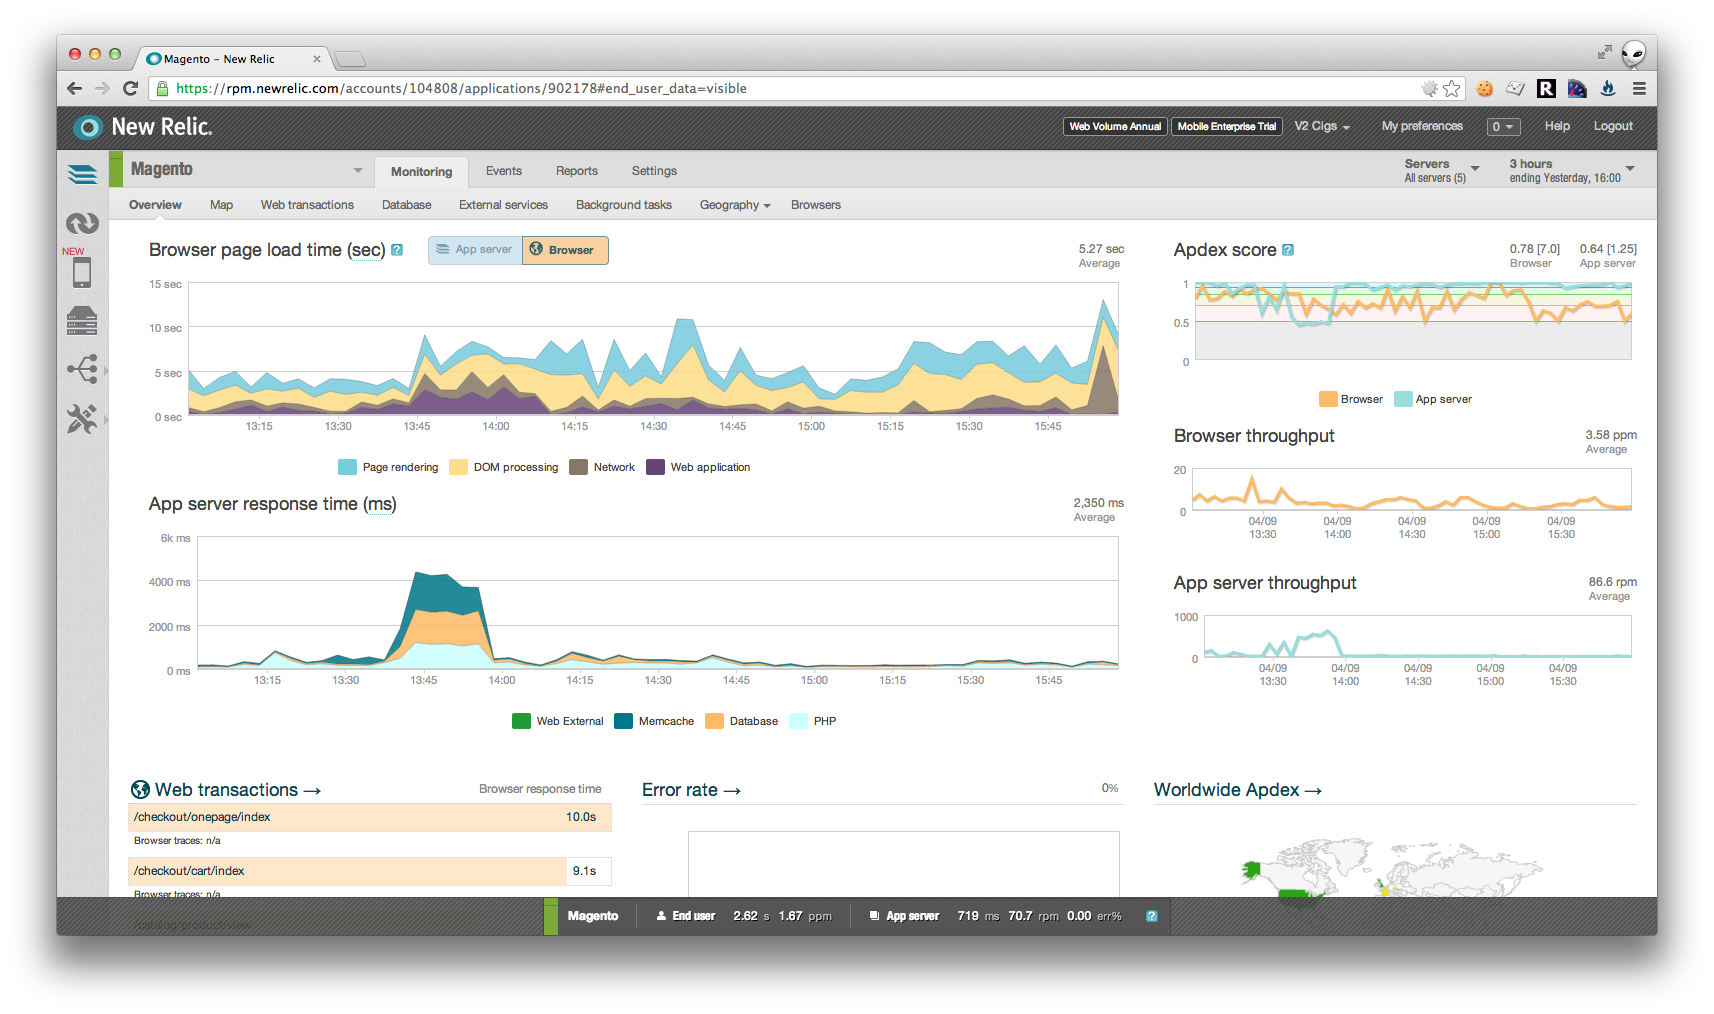 Magento – New Relic
https://rpm.newrelic.com/accounts/104808/applications/902178#end_user_data=visible
R
New Relic.
Web Volume Annual Mobile Enterprise Trial V2 Cigs My preferences 0 Help Logout
Magento Monitoring Events Reports Settings
Servers
All servers (5)
3 hours
ending Yesterday, 16:00
Overview Map Web transactions Database External services Background tasks Geography Browsers
NEW
Browser page load time (sec) ? App server Browser
5.27 sec
Average
15 sec
10 sec
5 sec
0 sec
13:15 13:30 13:45 14:00 14:15 14:30 14:45 15:00 15:15 15:30 15:45
Page rendering DOM processing Network Web application
App server response time (ms)
2,350 ms
Average
6k ms
4000 ms
2000 ms
0 ms
13:15 13:30 13:45 14:00 14:15 14:30 14:45 15:00 15:15 15:30 15:45
Web External Memcache Database PHP
Apdex score ?
0.78 [7.0] 0.64 [1.25]
Browser App server
1
0.5
0
Browser App server
Browser throughput
3.58 ppm
Average
20
0
04/09 04/09 04/09 04/09 04/09
13:30 14:00 14:30 15:00 15:30
App server throughput
86.6 rpm
Average
1000
0
04/09 04/09 04/09 04/09 04/09
13:30 14:00 14:30 15:00 15:30
Web transactions → Browser response time
/checkout/onepage/index 10.0s
Browser traces: n/a
/checkout/cart/index 9.1s
Browser traces: n/a
/catalog/product/view
Error rate → 0%
Worldwide Apdex →
Magento End user 2.62 s 1.67 ppm App server 719 ms 70.7 rpm 0.00 err% ?